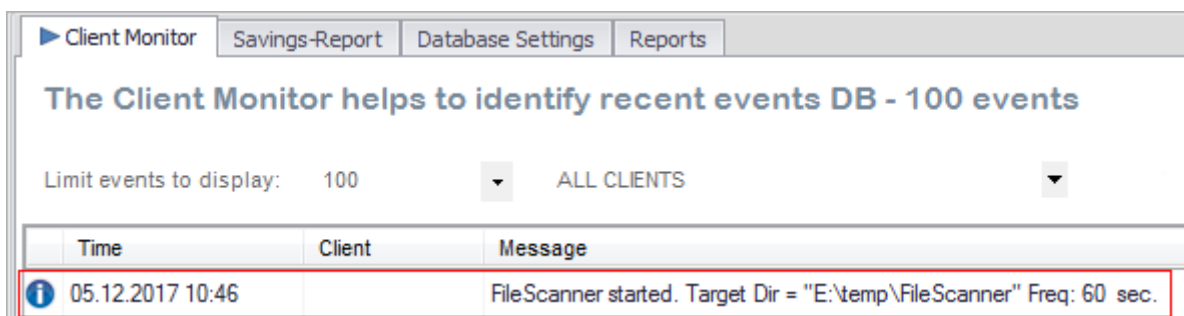 Client Monitor Savings-Report Database Settings Reports
The Client Monitor helps to identify recent events DB - 100 events
Limit events to display: 100 ALL CLIENTS
Time Client Message
05.12.2017 10:46 FileScanner started. Target Dir = "E:\temp\FileScanner" Freq: 60 sec.